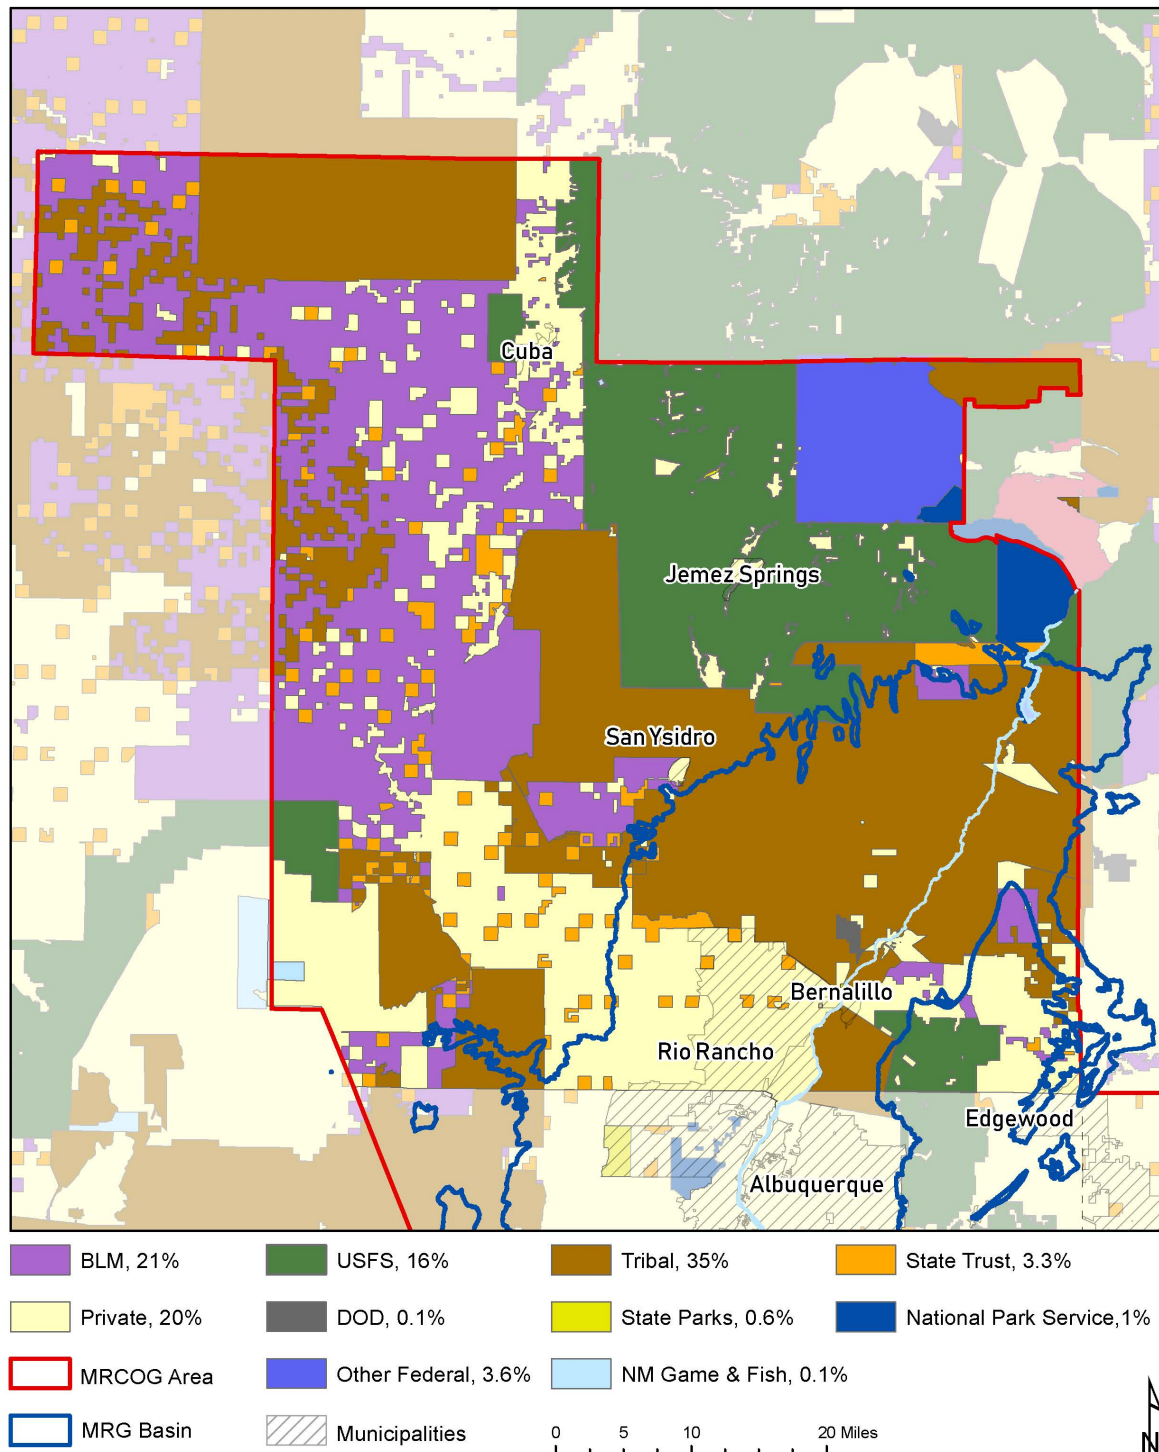 Cuba
Jemez Springs
San Ysidro
Bernalillo
Rio Rancho
Edgewood
Albuquerque
BLM, 21%
USFS, 16%
Tribal, 35%
State Trust, 3.3%
Private, 20%
DOD, 0.1%
State Parks, 0.6%
National Park Service,1%
MRCOG Area
Other Federal, 3.6%
NM Game & Fish, 0.1%
MRG Basin
Municipalities
0 5 10 20 Miles
N